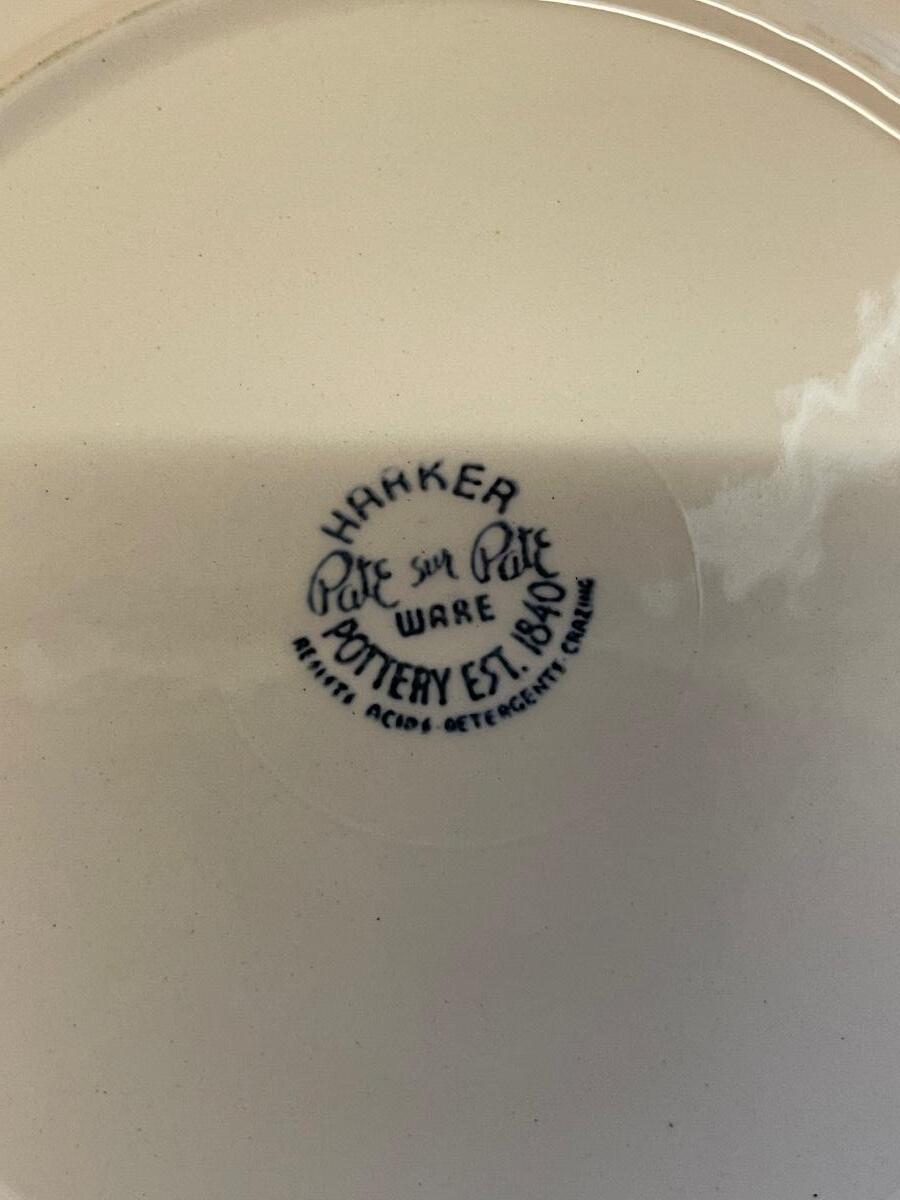 HARKER
Pate sur Pate
WARE
POTTERY EST. 1840
RESISTS ACIDS·DETERGENTS·CRAZING